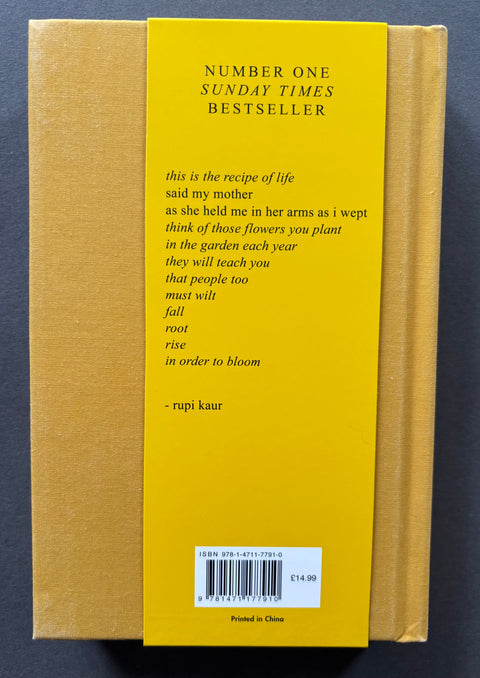 NUMBER ONE
SUNDAY TIMES
BESTSELLER
this is the recipe of life
said my mother
as she held me in her arms as i wept
think of those flowers you plant
in the garden each year
they will teach you
that people too
must wilt
fall
root
rise
in order to bloom
- rupi kaur
ISBN 978-1-4711-7791-0
£14.99
9 781471 177910
Printed in China